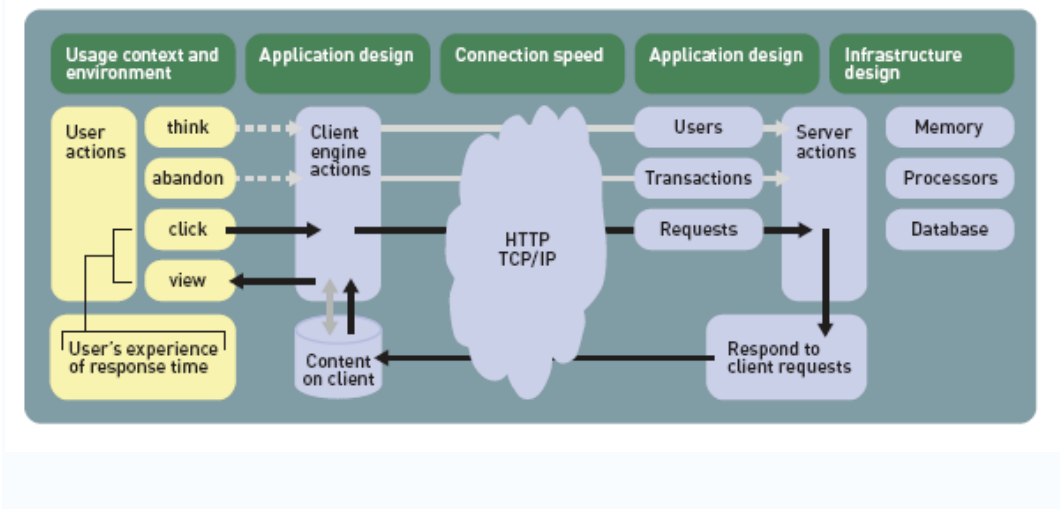 Usage context and
environment
Application design
Connection speed
Application design
Infrastructure
design
User
actions
think
abandon
click
view
Client
engine
actions
HTTP
TCP/IP
Users
Transactions
Requests
Server
actions
Memory
Processors
Database
User's experience
of response time
Content
on client
Respond to
client requests